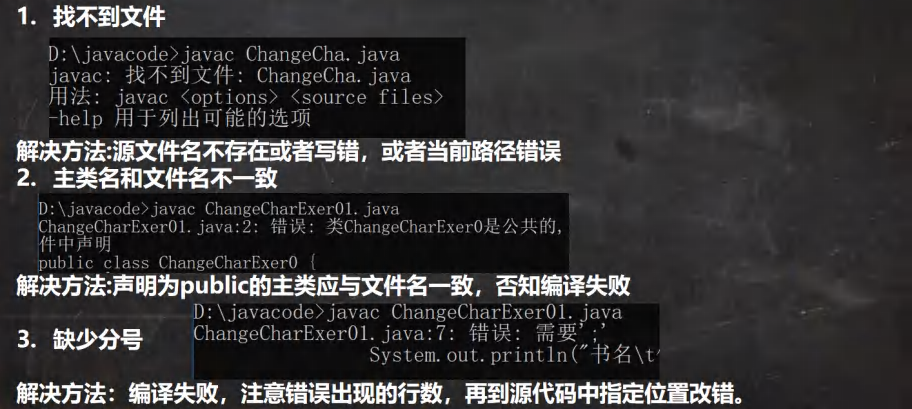 1. 找不到文件
D:\javacode>javac ChangeCha.java
javac: 找不到文件: ChangeCha.java
用法: javac <options> <source files>
-help 用于列出可能的选项
解决方法:源文件名不存在或者写错，或者当前路径错误
2. 主类名和文件名不一致
D:\javacode>javac ChangeCharExer01.java
ChangeCharExer01.java:2: 错误: 类ChangeCharExer0是公共的,
件中声明
public class ChangeCharExer0 {
解决方法:声明为public的主类应与文件名一致，否知编译失败
D:\javacode>javac ChangeCharExer01.java
ChangeCharExer01.java:7: 错误: 需要';'
3. 缺少分号
System.out.println("书名\t
解决方法：编译失败，注意错误出现的行数，再到源代码中指定位置改错。